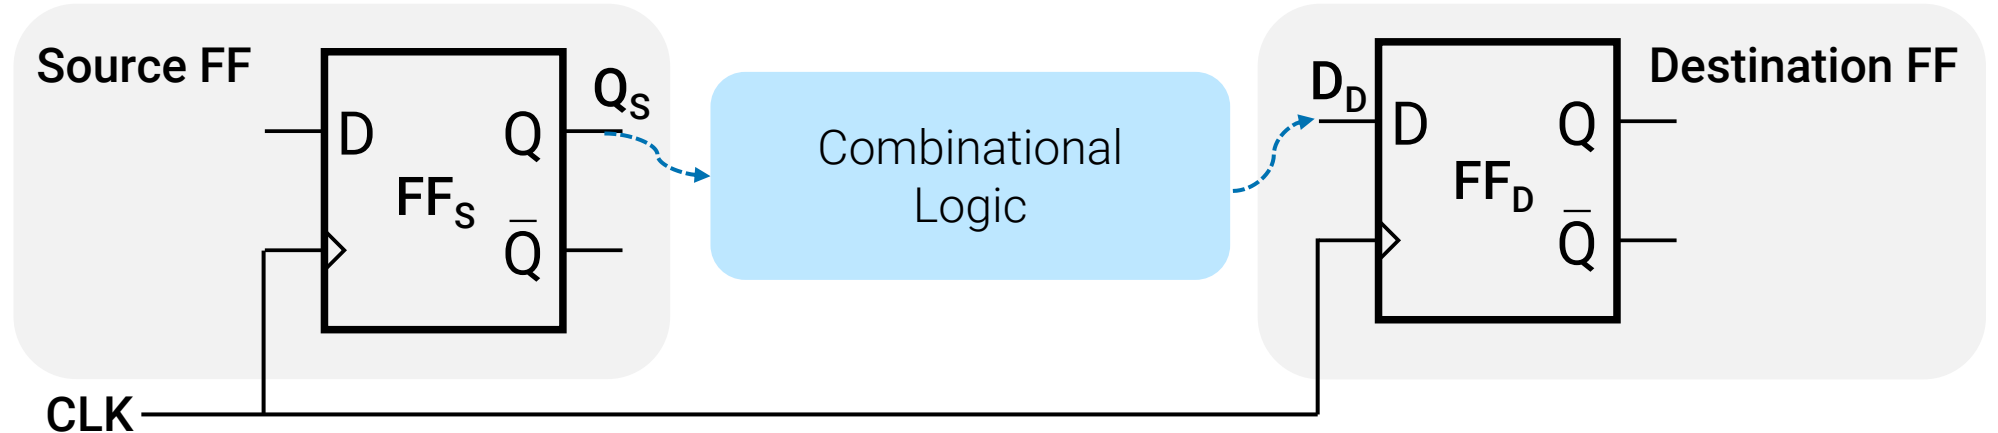 Source FF
D
Q
Q_S
FF_S
Q̅
CLK
Combinational
Logic
D_D
D
Q
FF_D
Q̅
Destination FF